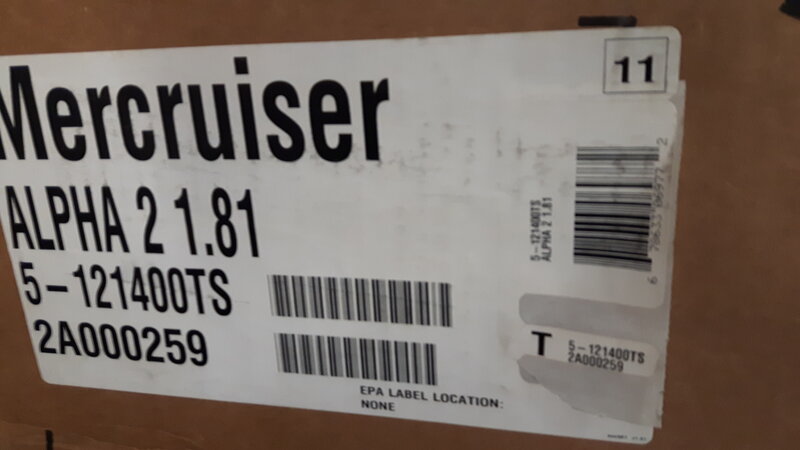 Mercruiser
11
ALPHA 2 1.81
5-121400TS
2A000259
5-121400TS
ALPHA 2 1.81
T
5-121400TS
2A000259
EPA LABEL LOCATION:
NONE